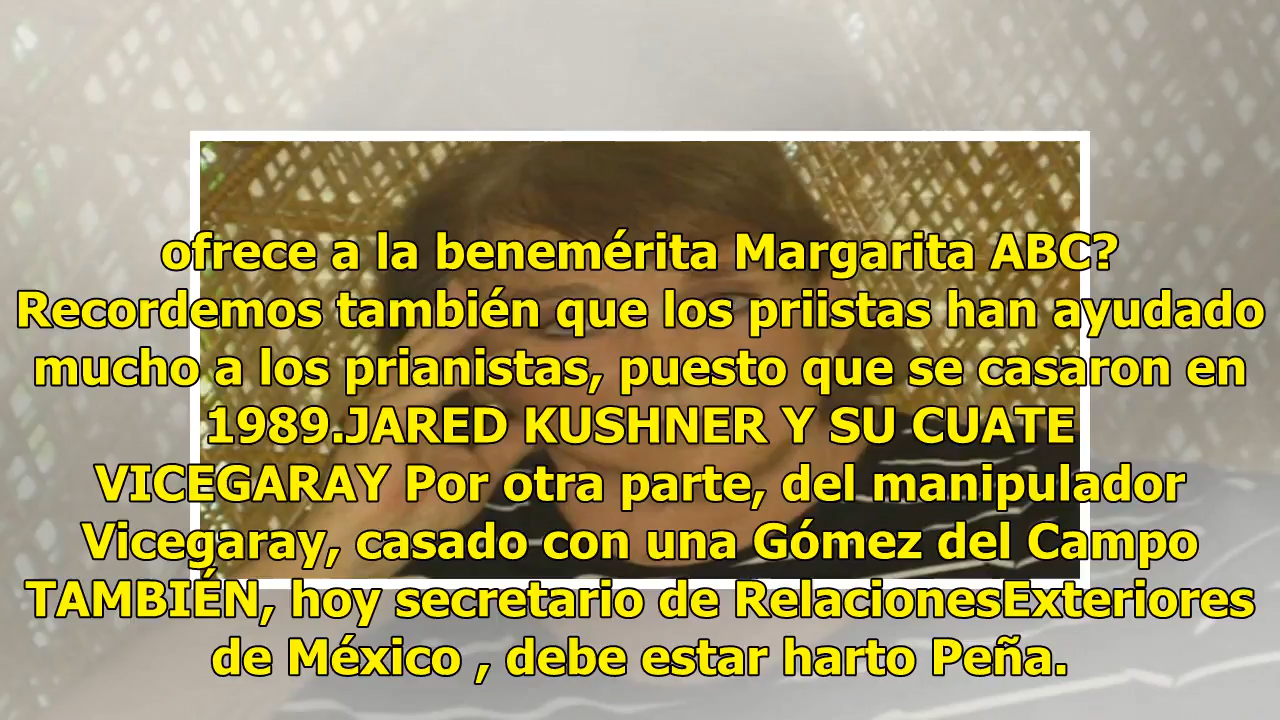 ofrece a la benemérita Margarita ABC?
Recordemos también que los priistas han ayudado
mucho a los prianistas, puesto que se casaron en
1989.JARED KUSHNER Y SU CUATE
VICEGARAY Por otra parte, del manipulador
Vicegaray, casado con una Gómez del Campo
TAMBIÉN, hoy secretario de RelacionesExteriores
de México , debe estar harto Peña.